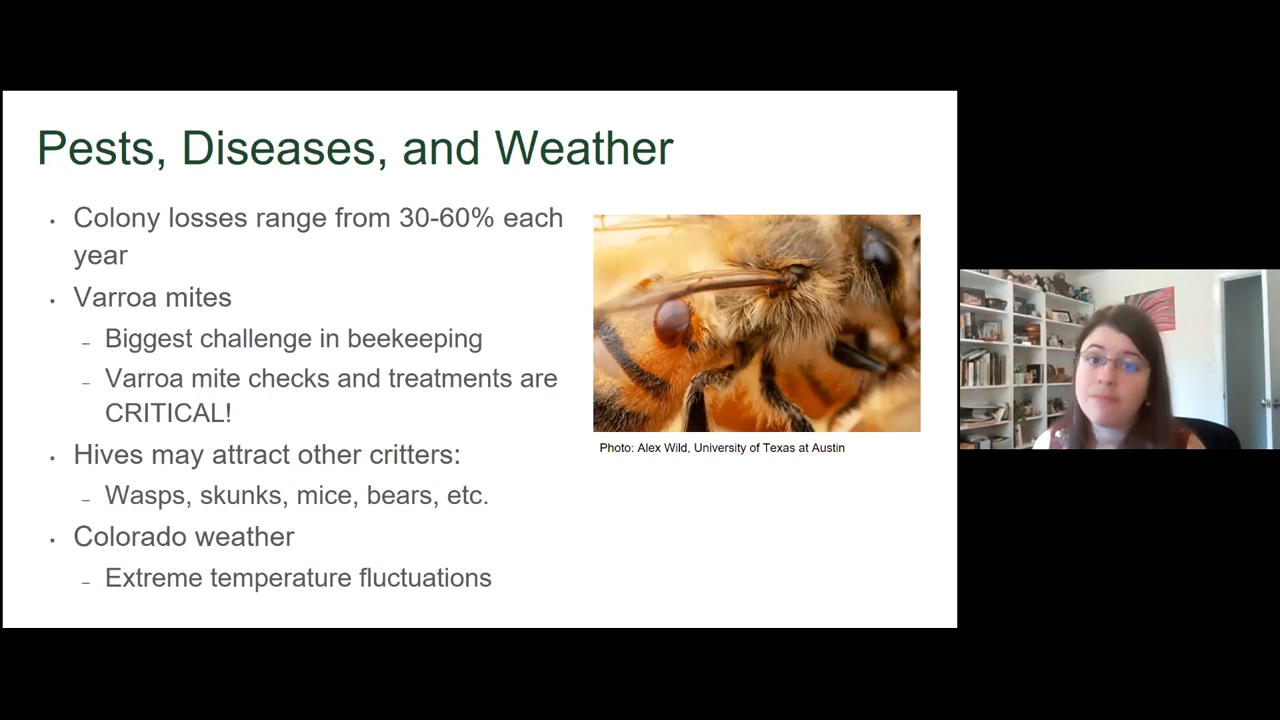 Pests, Diseases, and Weather
• Colony losses range from 30-60% each
year
• Varroa mites
– Biggest challenge in beekeeping
– Varroa mite checks and treatments are
CRITICAL!
• Hives may attract other critters:
– Wasps, skunks, mice, bears, etc.
• Colorado weather
– Extreme temperature fluctuations
Photo: Alex Wild, University of Texas at Austin